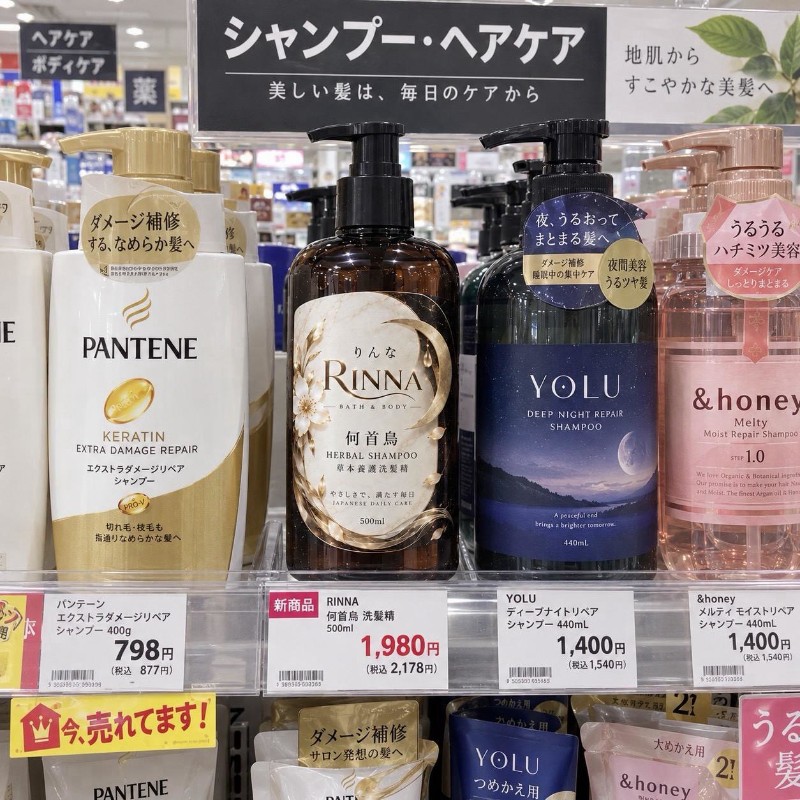 ヘアケア
ボディケア
薬
シャンプー・ヘアケア
美しい髪は、毎日のケアから
地肌から
すこやかな美髪へ
ダメージ補修
する、なめらか髪へ
PANTENE
KERATIN
EXTRA DAMAGE REPAIR
エクストラダメージリペア
シャンプー
PRO-V
切れ毛・枝毛も
指通りなめらかな髪へ
りんな
RINNA
BATH & BODY
何首烏
HERBAL SHAMPOO
草本養護洗髮精
やさしさで、満たす毎日
JAPANESE DAILY CARE
500ml
夜、うるおって
まとまる髪へ
ダメージ補修
睡眠中の集中ケア
夜間美容
うるツヤ髪
YOLU
DEEP NIGHT REPAIR
SHAMPOO
A peaceful end
brings a brighter tomorrow.
440mL
うるうる
ハチミツ美容
ダメージケア
しっとりまとまる
&honey
Melty
Moist Repair Shampoo
STEP 1.0
パンテーン
エクストラダメージリペア
シャンプー 400g
798円
(税込 877円)
新商品
RINNA
何首烏 洗髪精
500ml
1,980円
(税込 2,178円)
YOLU
ディープナイトリペア
シャンプー 440mL
1,400円
(税込 1,540円)
&honey
メルティ モイストリペア
シャンプー 440mL
1,400円
(税込 1,540円)
今、売れてます!
PANTENE
ダメージ補修
サロン発想の髪へ
つめかえ用
YOLU
つめかえ用
大めかえ用
&honey
うる
髪